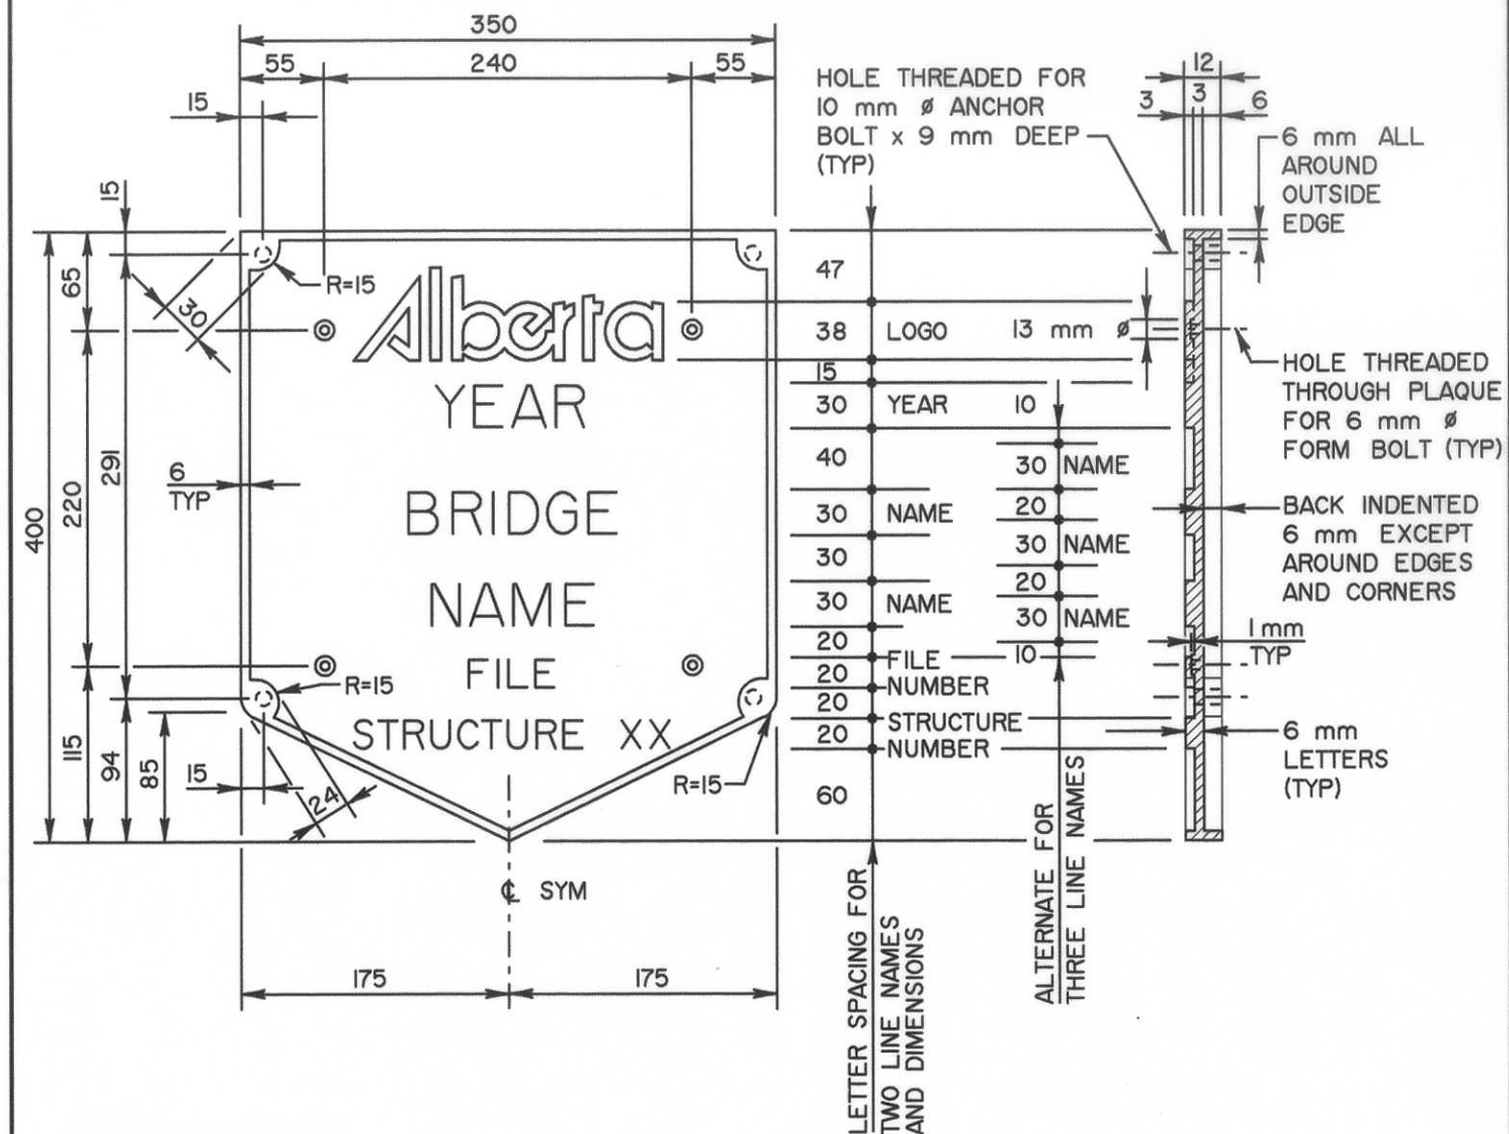 350
55 240 55
15
15
65
30
R=15
400
291
220
6
TYP
115
94
85
15
24
R=15
R=15
Alberta
YEAR
BRIDGE
NAME
FILE
STRUCTURE XX
℄ SYM
175 175
HOLE THREADED FOR
10 mm ø ANCHOR
BOLT x 9 mm DEEP
(TYP)
47
38 LOGO 13 mm ø
15
30 YEAR 10
40
30 NAME
30
30 NAME
20
20
20
20
60
FILE
NUMBER
STRUCTURE
NUMBER
30 NAME
20
30 NAME
20
30 NAME
10
LETTER SPACING FOR
TWO LINE NAMES
AND DIMENSIONS
ALTERNATE FOR
THREE LINE NAMES
12
3 3 6
6 mm ALL
AROUND
OUTSIDE
EDGE
HOLE THREADED
THROUGH PLAQUE
FOR 6 mm ø
FORM BOLT (TYP)
BACK INDENTED
6 mm EXCEPT
AROUND EDGES
AND CORNERS
1 mm
TYP
6 mm
LETTERS
(TYP)